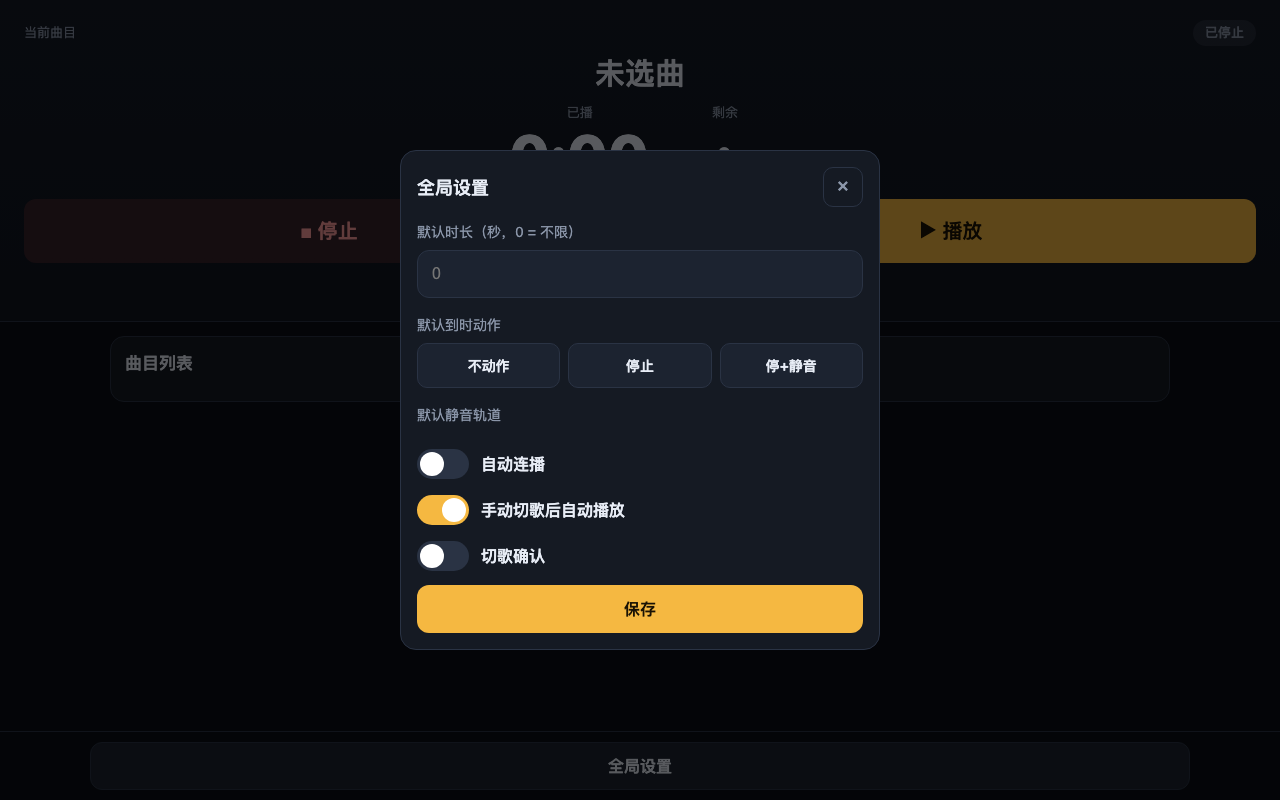 当前曲目
已停止
未选曲
已播 剩余
■ 停止
▶ 播放
全局设置
×
默认时长（秒，0 = 不限）
0
默认到时动作
不动作 停止 停+静音
曲目列表
默认静音轨道
自动连播
手动切歌后自动播放
切歌确认
保存
全局设置